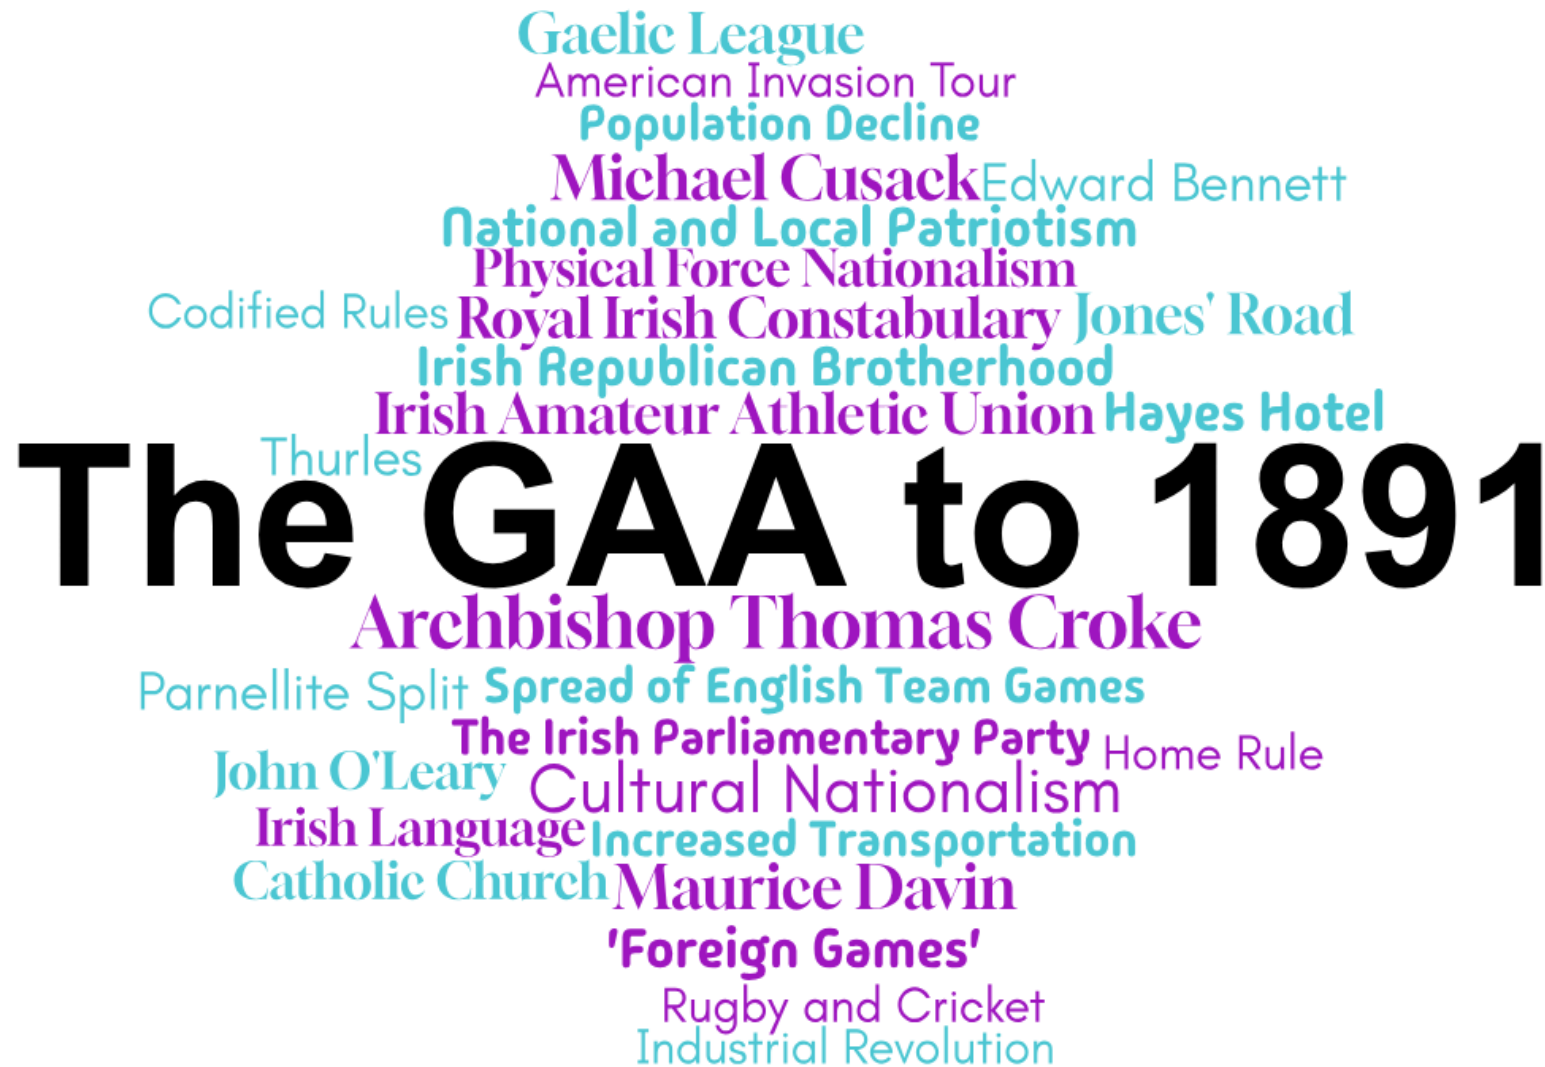 Gaelic League
American Invasion Tour
Population Decline
Michael Cusack Edward Bennett
National and Local Patriotism
Physical Force Nationalism
Codified Rules Royal Irish Constabulary Jones' Road
Irish Republican Brotherhood
Irish Amateur Athletic Union Hayes Hotel
Thurles
The GAA to 1891
Archbishop Thomas Croke
Parnellite Split Spread of English Team Games
The Irish Parliamentary Party Home Rule
John O'Leary Cultural Nationalism
Irish Language Increased Transportation
Catholic Church Maurice Davin
'Foreign Games'
Rugby and Cricket
Industrial Revolution